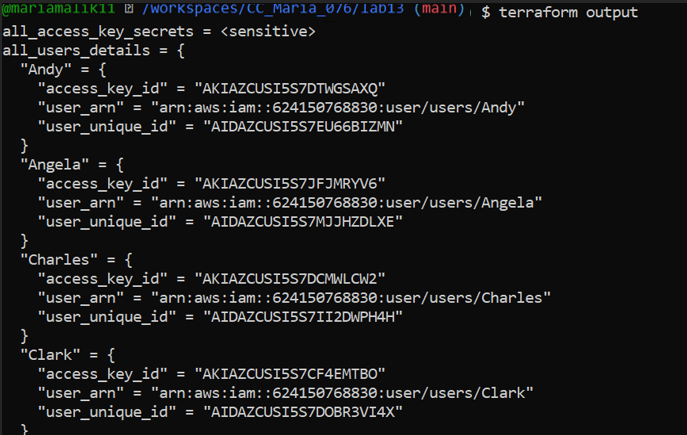 @mariamalik11 /workspaces/CC_Maria_076/lab13 (main) $ terraform output
all_access_key_secrets = <sensitive>
all_users_details = {
"Andy" = {
"access_key_id" = "AKIAZCUSI5S7DTWGSAXQ"
"user_arn" = "arn:aws:iam::624150768830:user/users/Andy"
"user_unique_id" = "AIDAZCUSI5S7EU66BIZMN"
}
"Angela" = {
"access_key_id" = "AKIAZCUSI5S7JFJMRYV6"
"user_arn" = "arn:aws:iam::624150768830:user/users/Angela"
"user_unique_id" = "AIDAZCUSI5S7MJJHZDLXE"
}
"Charles" = {
"access_key_id" = "AKIAZCUSI5S7DCMWLCW2"
"user_arn" = "arn:aws:iam::624150768830:user/users/Charles"
"user_unique_id" = "AIDAZCUSI5S7II2DWPH4H"
}
"Clark" = {
"access_key_id" = "AKIAZCUSI5S7CF4EMTBO"
"user_arn" = "arn:aws:iam::624150768830:user/users/Clark"
"user_unique_id" = "AIDAZCUSI5S7DOBR3VI4X"
}